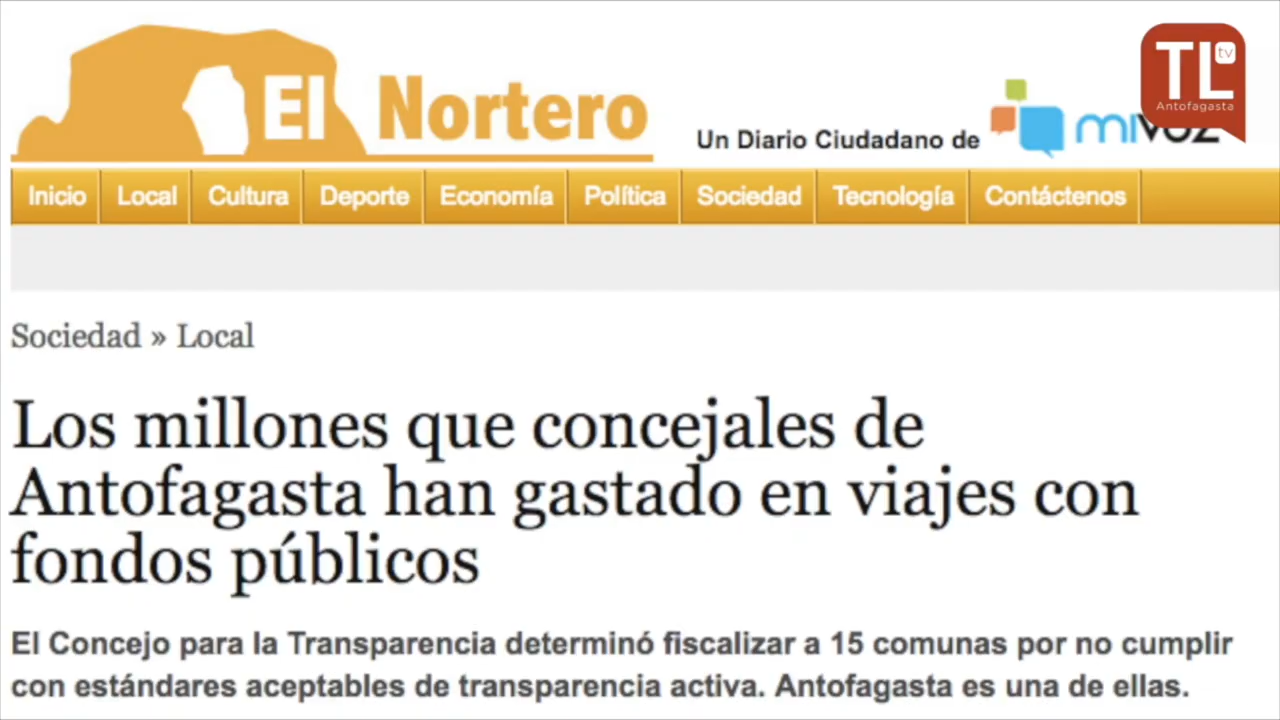 El Nortero
Un Diario Ciudadano de mivoz
TL tv
Antofagasta
Inicio Local Cultura Deporte Economía Política Sociedad Tecnología Contáctenos
Sociedad » Local
Los millones que concejales de
Antofagasta han gastado en viajes con
fondos públicos
El Concejo para la Transparencia determinó fiscalizar a 15 comunas por no cumplir
con estándares aceptables de transparencia activa. Antofagasta es una de ellas.